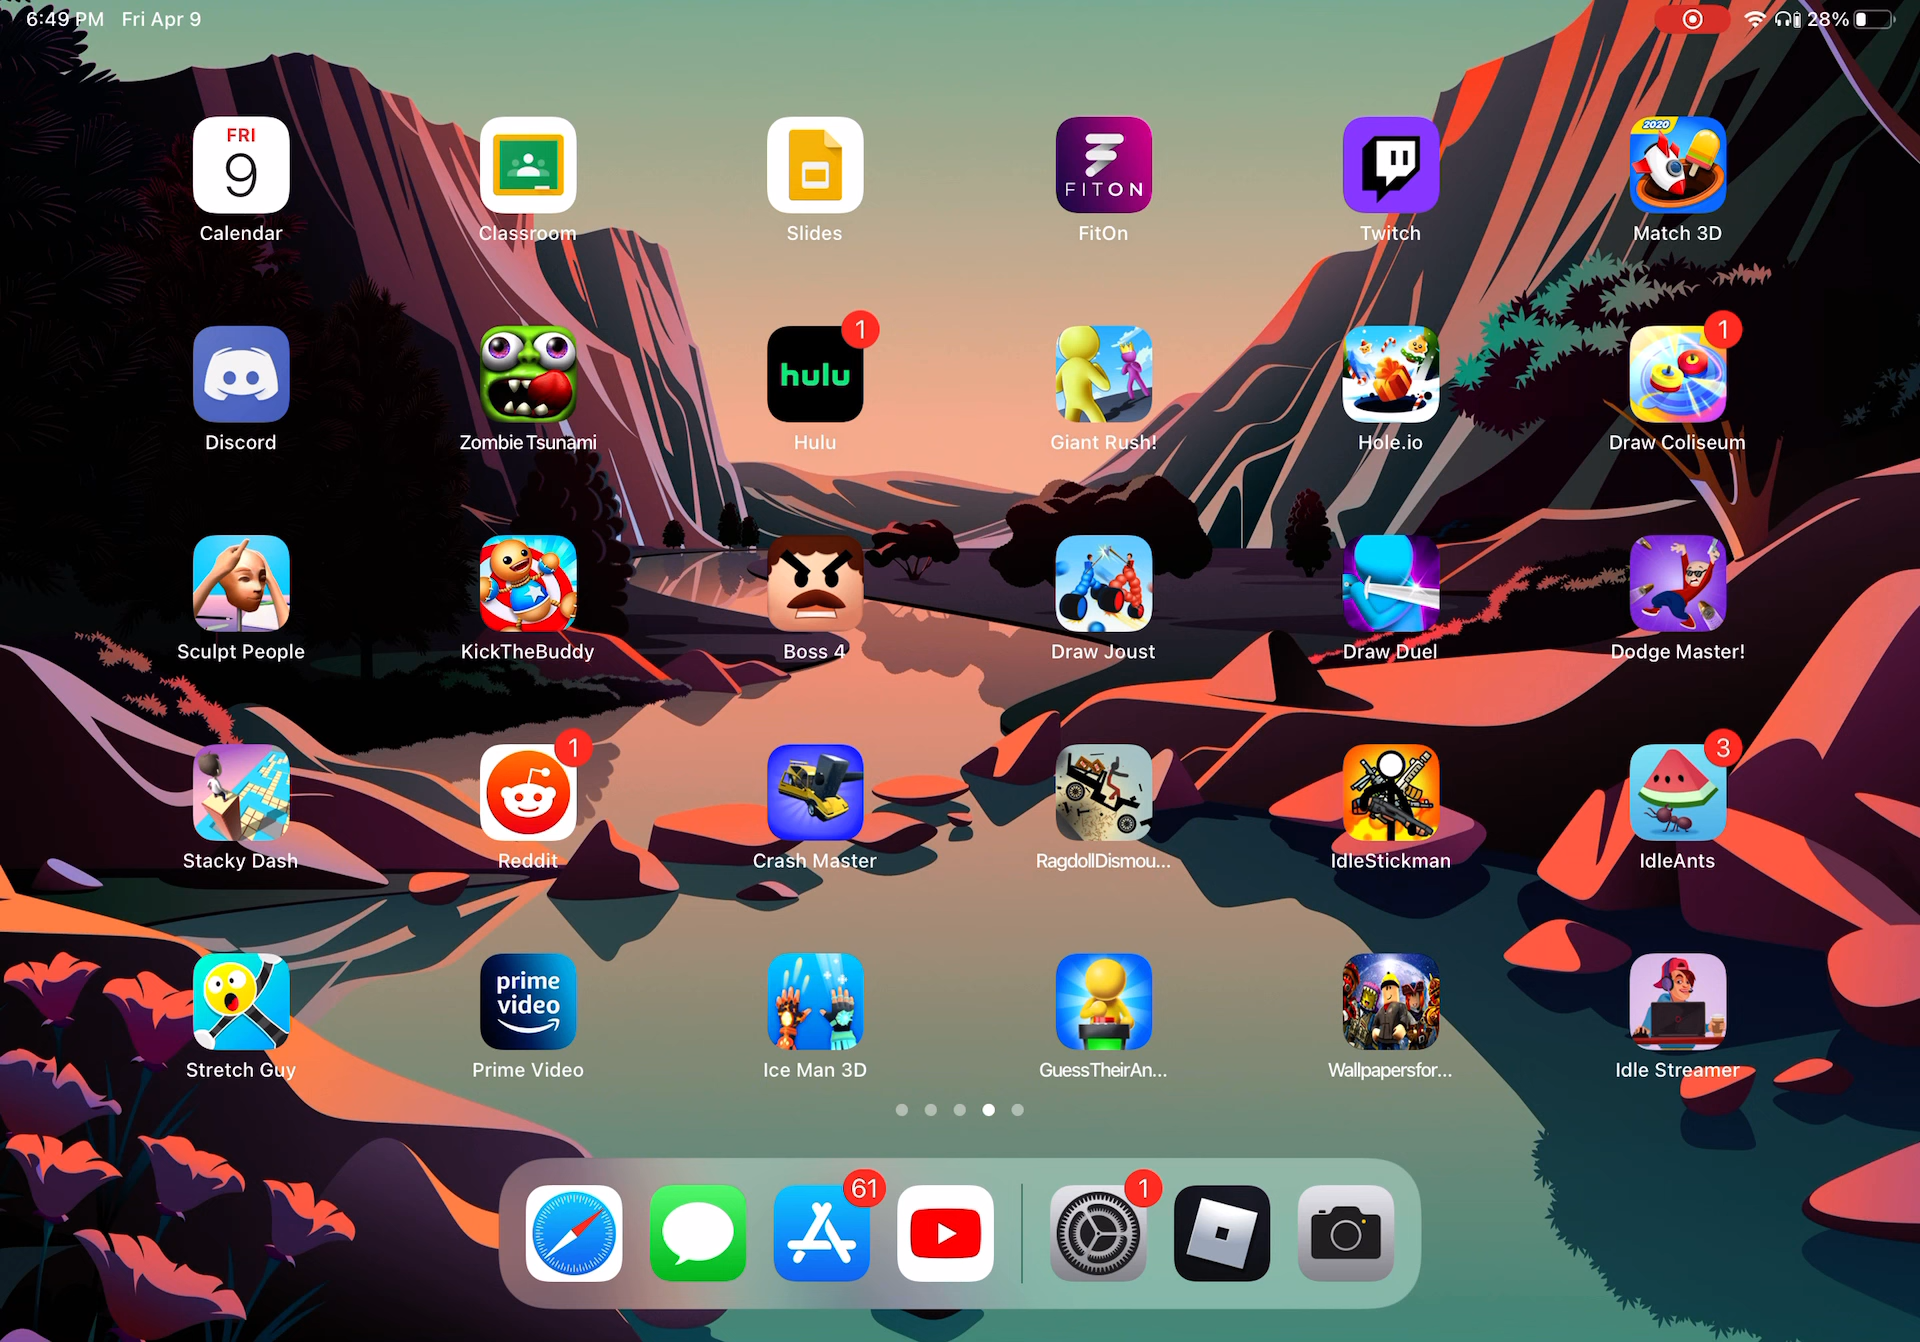 6:49 PM Fri Apr 9
28%
FRI
9
FITON
2020
Calendar
Classroom
Slides
FitOn
Twitch
Match 3D
1
1
hulu
Discord
Zombie Tsunami
Hulu
Giant Rush!
Hole.io
Draw Coliseum
Sculpt People
KickTheBuddy
Boss 4
Draw Joust
Draw Duel
Dodge Master!
1
3
Stacky Dash
Reddit
Crash Master
RagdollDismou...
IdleStickman
IdleAnts
prime
video
Stretch Guy
Prime Video
Ice Man 3D
GuessTheirAn...
Wallpapersfor...
Idle Streamer
61
1